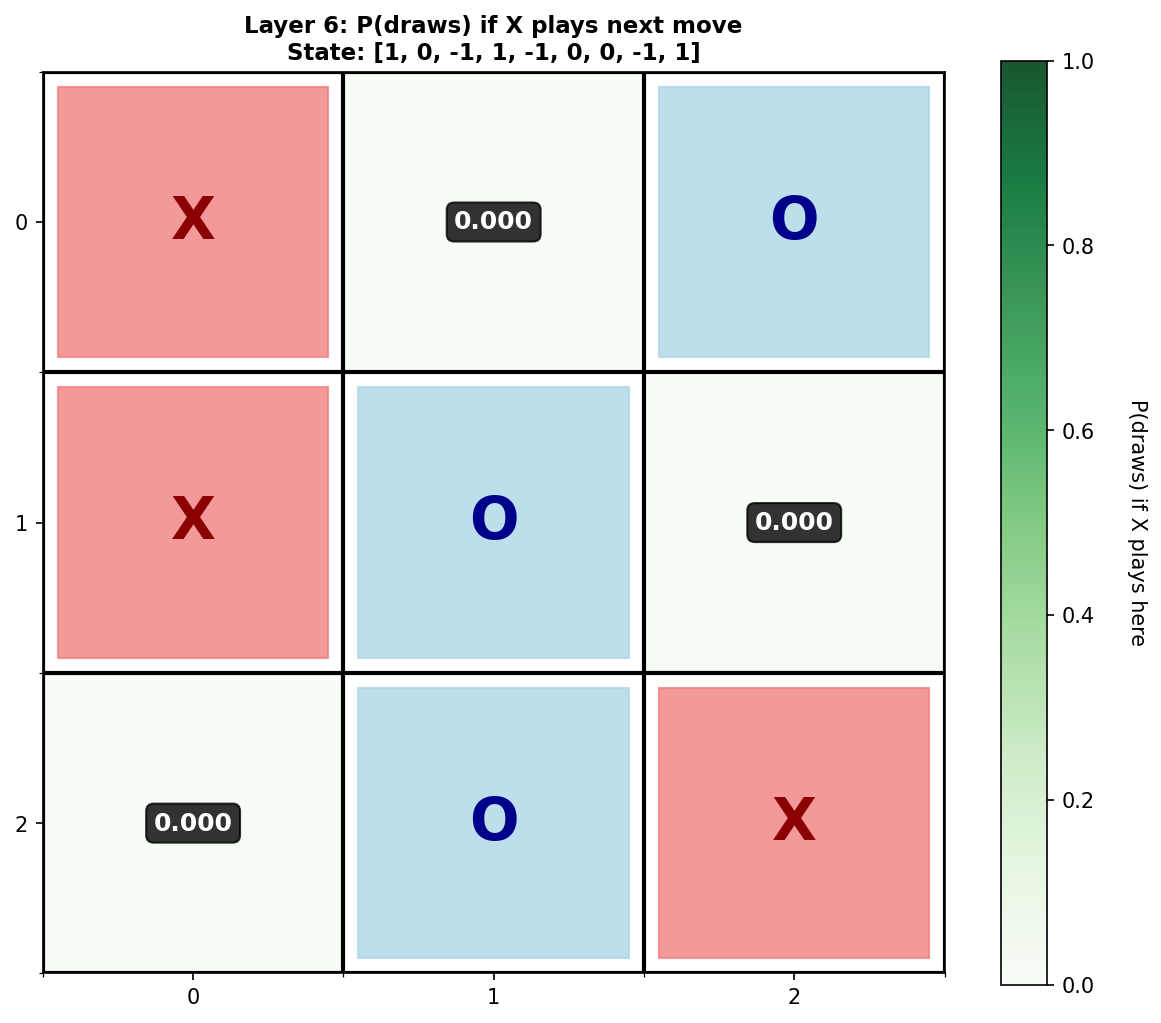 Layer 6: P(draws) if X plays next move
State: [1, 0, -1, 1, -1, 0, 0, -1, 1]
X
0.000
O
X
O
0.000
0.000
O
X
0
1
2
0
1
2
1.0
0.8
0.6
0.4
0.2
0.0
P(draws) if X plays here